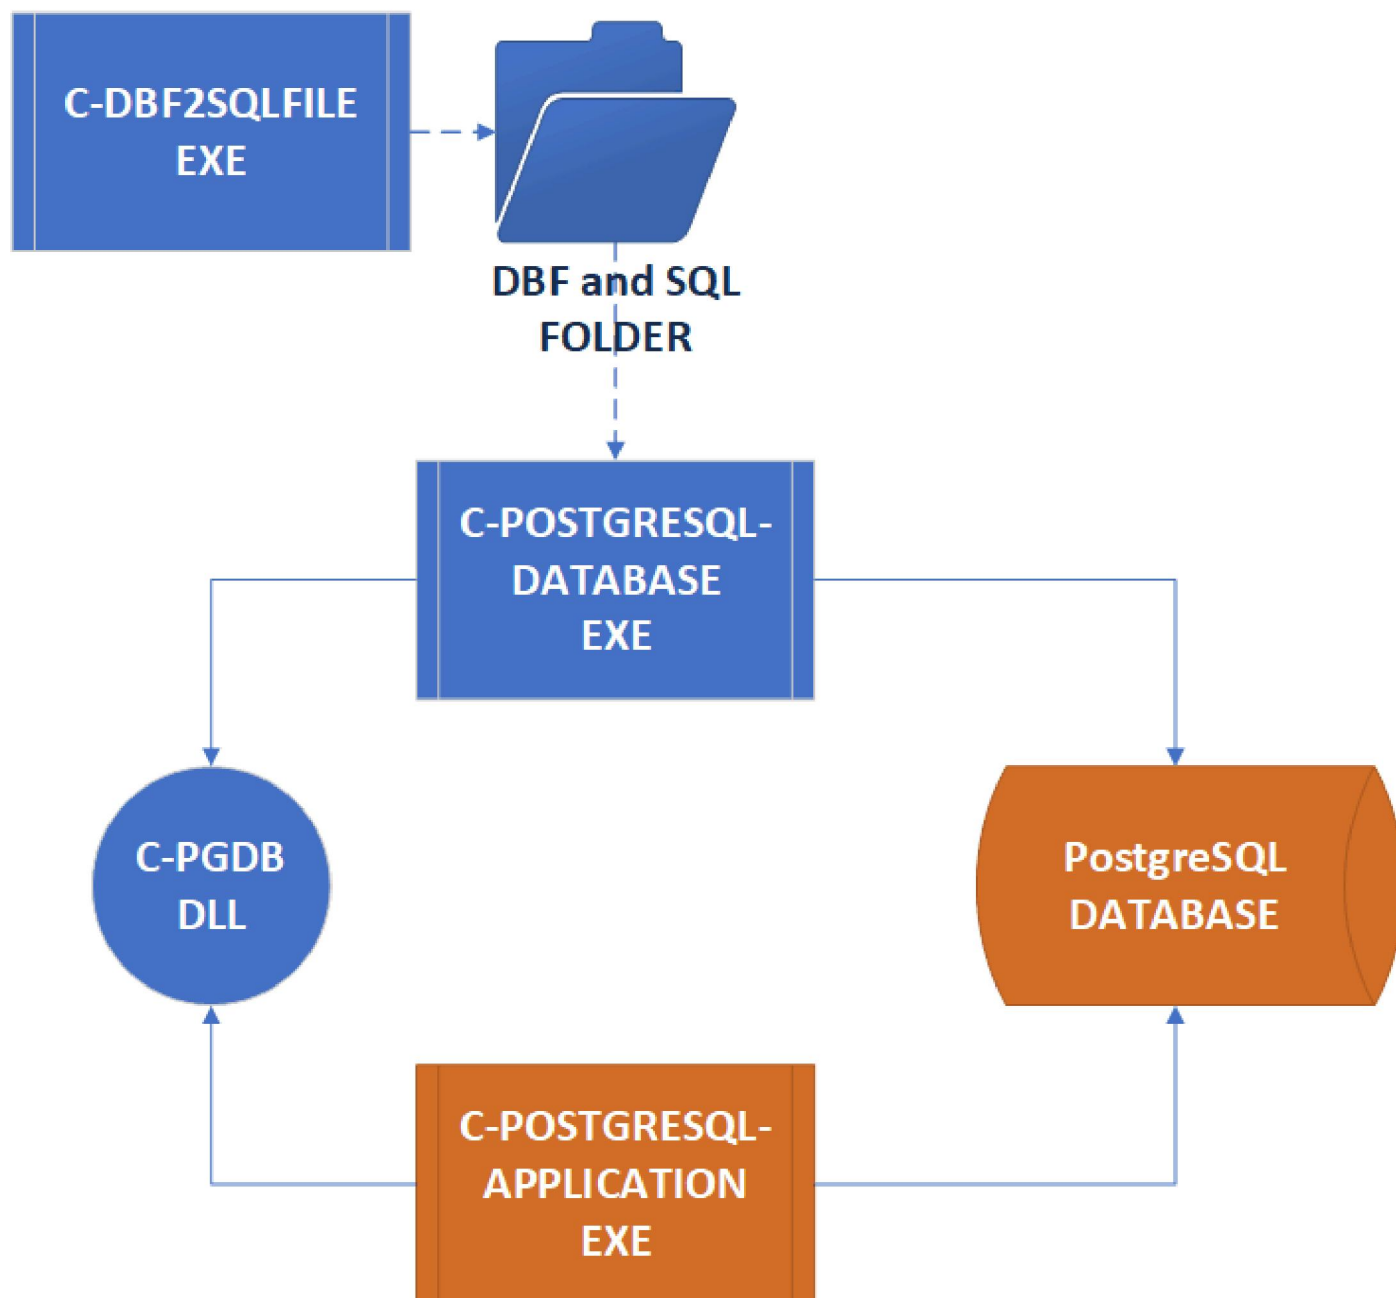 C-DBF2SQLFILE
EXE
DBF and SQL
FOLDER
C-POSTGRESQL-
DATABASE
EXE
C-PGDB
DLL
PostgreSQL
DATABASE
C-POSTGRESQL-
APPLICATION
EXE